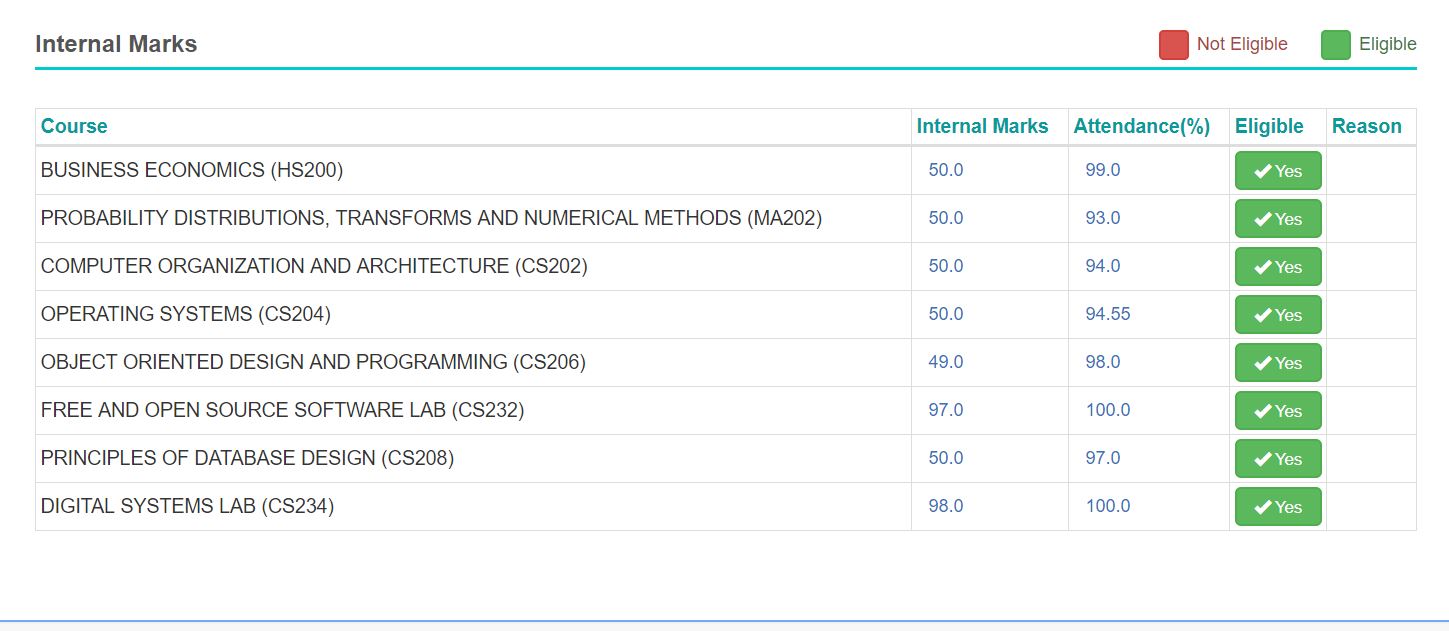 Internal Marks Not Eligible Eligible
Course Internal Marks Attendance(%) Eligible Reason
BUSINESS ECONOMICS (HS200) 50.0 99.0 Yes
PROBABILITY DISTRIBUTIONS, TRANSFORMS AND NUMERICAL METHODS (MA202) 50.0 93.0 Yes
COMPUTER ORGANIZATION AND ARCHITECTURE (CS202) 50.0 94.0 Yes
OPERATING SYSTEMS (CS204) 50.0 94.55 Yes
OBJECT ORIENTED DESIGN AND PROGRAMMING (CS206) 49.0 98.0 Yes
FREE AND OPEN SOURCE SOFTWARE LAB (CS232) 97.0 100.0 Yes
PRINCIPLES OF DATABASE DESIGN (CS208) 50.0 97.0 Yes
DIGITAL SYSTEMS LAB (CS234) 98.0 100.0 Yes